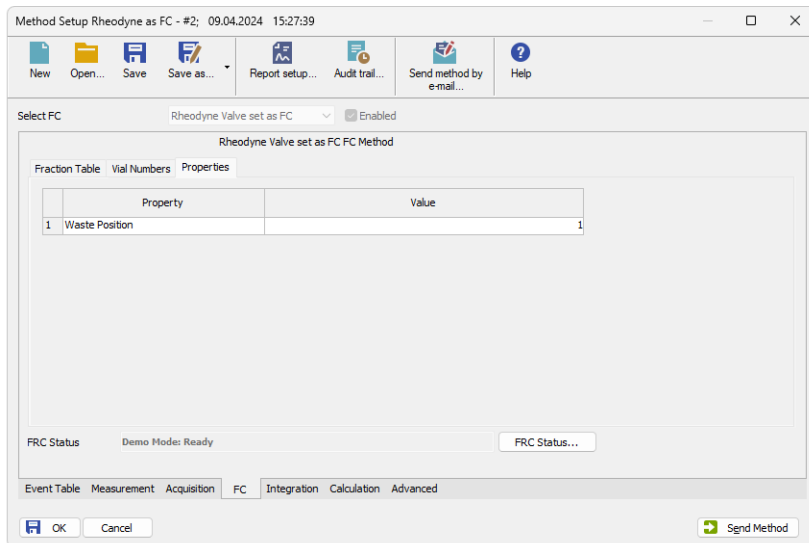 Method Setup Rheodyne as FC - #2;   09.04.2024   15:27:39
New Open... Save Save as... Report setup... Audit trail... Send method by e-mail... Help
Select FC Rheodyne Valve set as FC Enabled
Rheodyne Valve set as FC FC Method
Fraction Table Vial Numbers Properties
Property Value
1 Waste Position 1
FRC Status Demo Mode: Ready FRC Status...
Event Table Measurement Acquisition FC Integration Calculation Advanced
OK Cancel Send Method